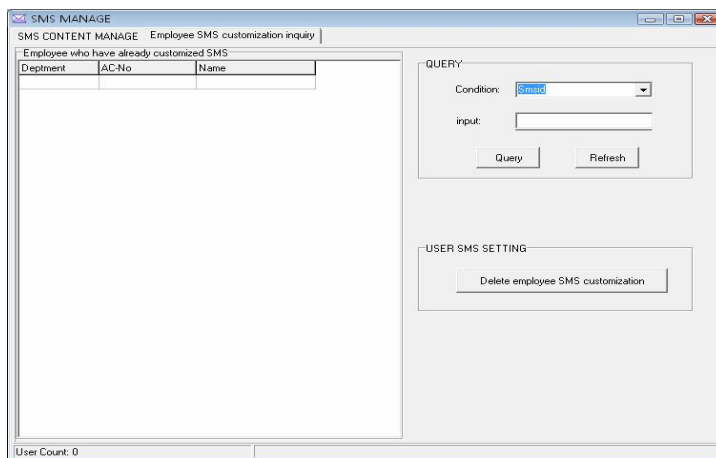 SMS MANAGE
SMS CONTENT MANAGE Employee SMS customization inquiry
Employee who have already customized SMS
Deptment AC-No Name
QUERY
Condition: Smsid
input:
Query Refresh
USER SMS SETTING
Delete employee SMS customization
User Count: 0